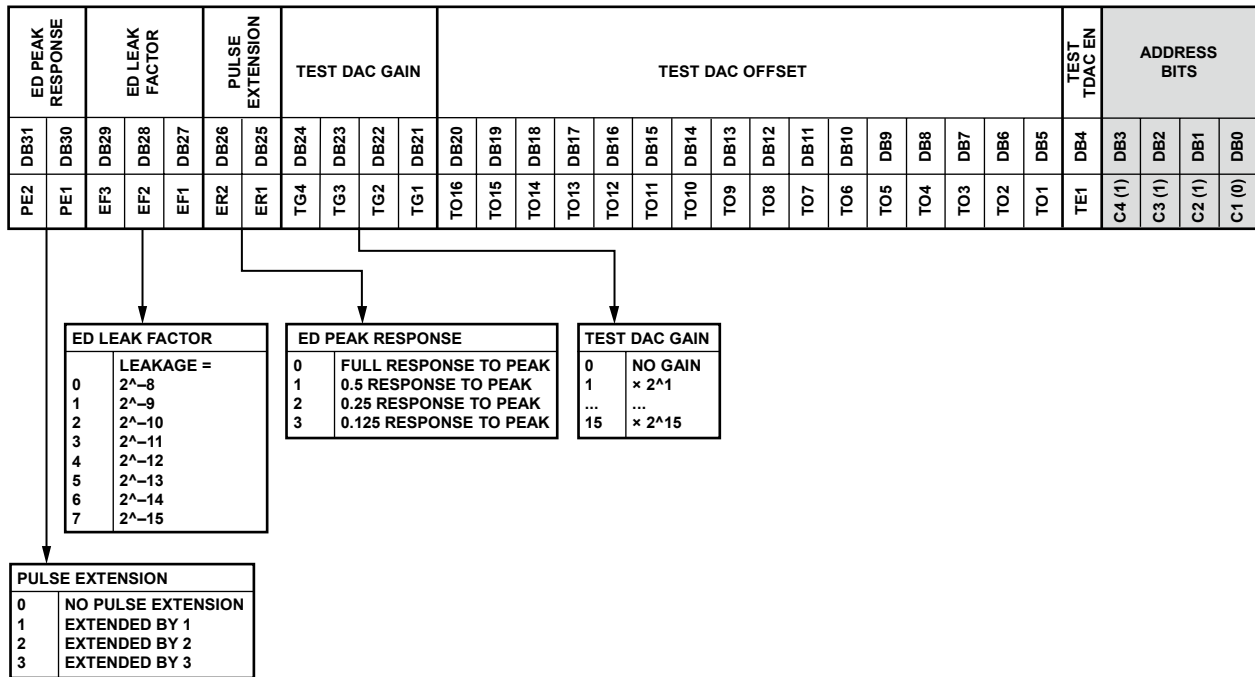 ED PEAK
RESPONSE
ED LEAK
FACTOR
PULSE
EXTENSION
TEST DAC GAIN
TEST DAC OFFSET
TEST
TDAC EN
ADDRESS
BITS
DB31 DB30 DB29 DB28 DB27 DB26 DB25 DB24 DB23 DB22 DB21 DB20 DB19 DB18 DB17 DB16 DB15 DB14 DB13 DB12 DB11 DB10 DB9 DB8 DB7 DB6 DB5 DB4 DB3 DB2 DB1 DB0
PE2 PE1 EF3 EF2 EF1 ER2 ER1 TG4 TG3 TG2 TG1 TO16 TO15 TO14 TO13 TO12 TO11 TO10 TO9 TO8 TO7 TO6 TO5 TO4 TO3 TO2 TO1 TE1 C4 (1) C3 (1) C2 (1) C1 (0)
ED LEAK FACTOR
LEAKAGE =
0 2^–8
1 2^–9
2 2^–10
3 2^–11
4 2^–12
5 2^–13
6 2^–14
7 2^–15
ED PEAK RESPONSE
0 FULL RESPONSE TO PEAK
1 0.5 RESPONSE TO PEAK
2 0.25 RESPONSE TO PEAK
3 0.125 RESPONSE TO PEAK
TEST DAC GAIN
0 NO GAIN
1 × 2^1
... ...
15 × 2^15
PULSE EXTENSION
0 NO PULSE EXTENSION
1 EXTENDED BY 1
2 EXTENDED BY 2
3 EXTENDED BY 3